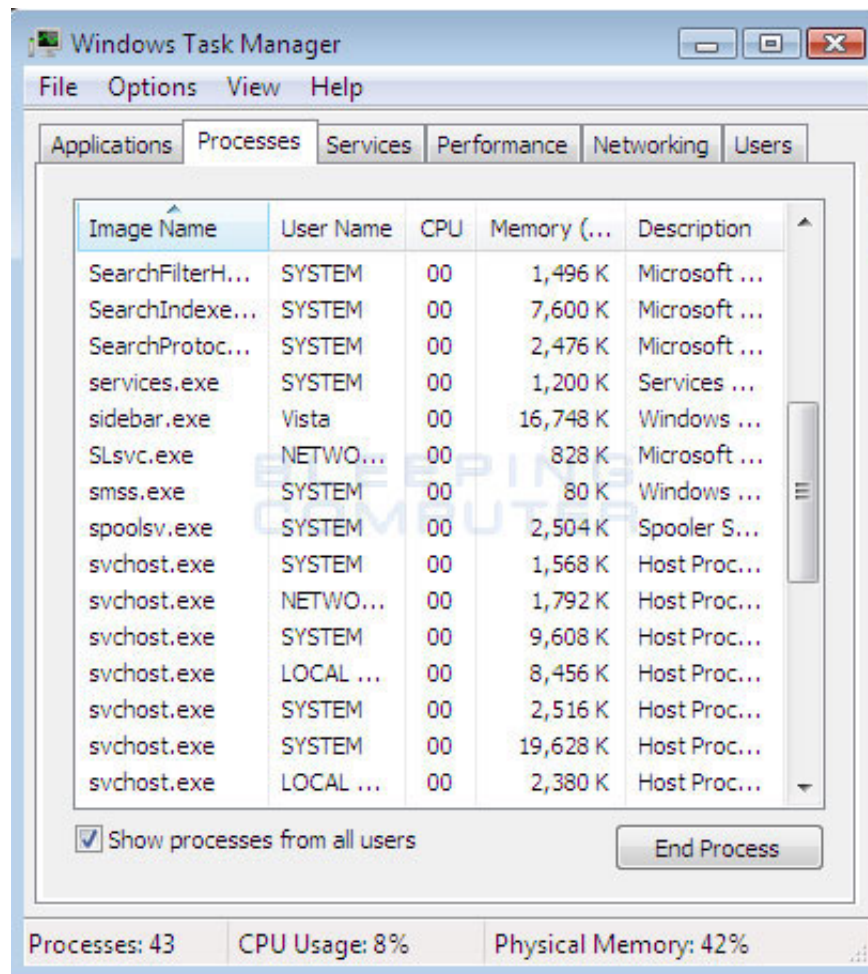 Windows Task Manager
File Options View Help
Applications Processes Services Performance Networking Users
Image Name User Name CPU Memory (... Description
SearchFilterH... SYSTEM 00 1,496 K Microsoft ...
SearchIndexe... SYSTEM 00 7,600 K Microsoft ...
SearchProtoc... SYSTEM 00 2,476 K Microsoft ...
services.exe SYSTEM 00 1,200 K Services ...
sidebar.exe Vista 00 16,748 K Windows ...
SLsvc.exe NETWO... 00 828 K Microsoft ...
smss.exe SYSTEM 00 80 K Windows ...
spoolsv.exe SYSTEM 00 2,504 K Spooler S...
svchost.exe SYSTEM 00 1,568 K Host Proc...
svchost.exe NETWO... 00 1,792 K Host Proc...
svchost.exe SYSTEM 00 9,608 K Host Proc...
svchost.exe LOCAL ... 00 8,456 K Host Proc...
svchost.exe SYSTEM 00 2,516 K Host Proc...
svchost.exe SYSTEM 00 19,628 K Host Proc...
svchost.exe LOCAL ... 00 2,380 K Host Proc...
BLEEPING
COMPUTER
Show processes from all users End Process
Processes: 43 CPU Usage: 8% Physical Memory: 42%